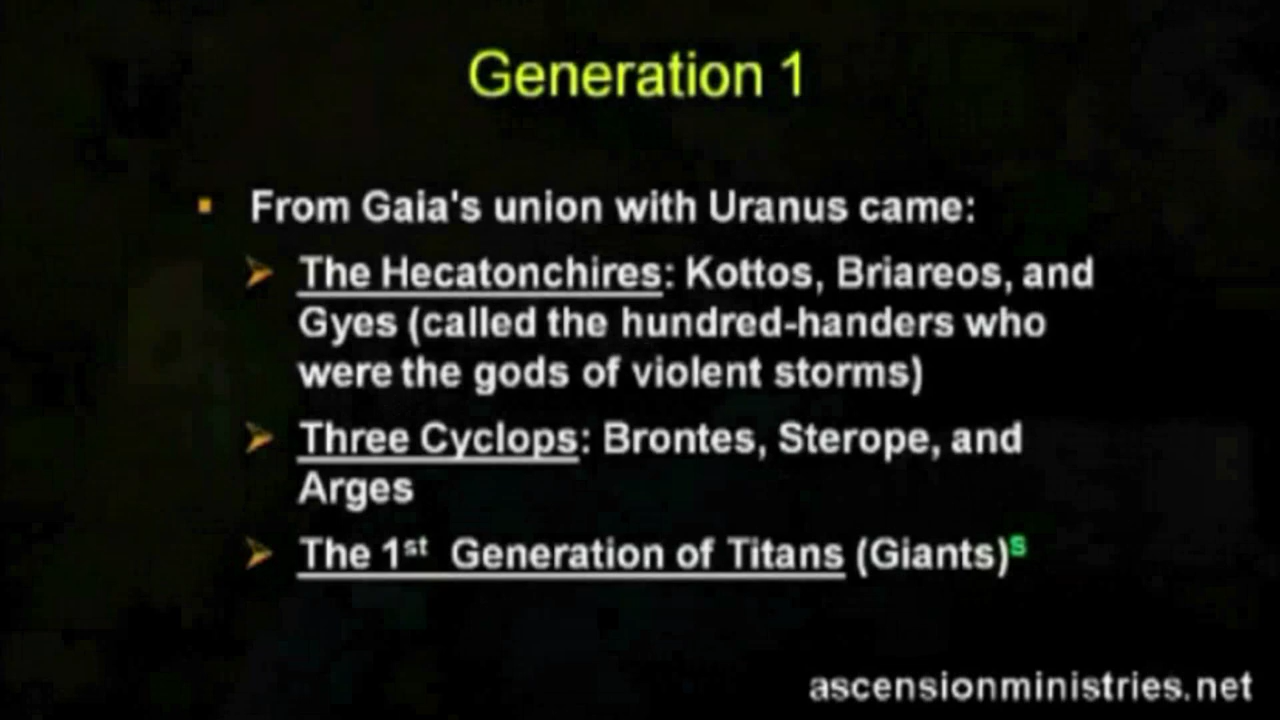 Generation 1
From Gaia's union with Uranus came:
The Hecatonchires: Kottos, Briareos, and
Gyes (called the hundred-handers who
were the gods of violent storms)
Three Cyclops: Brontes, Sterope, and
Arges
The 1st Generation of Titans (Giants)s
ascensionministries.net